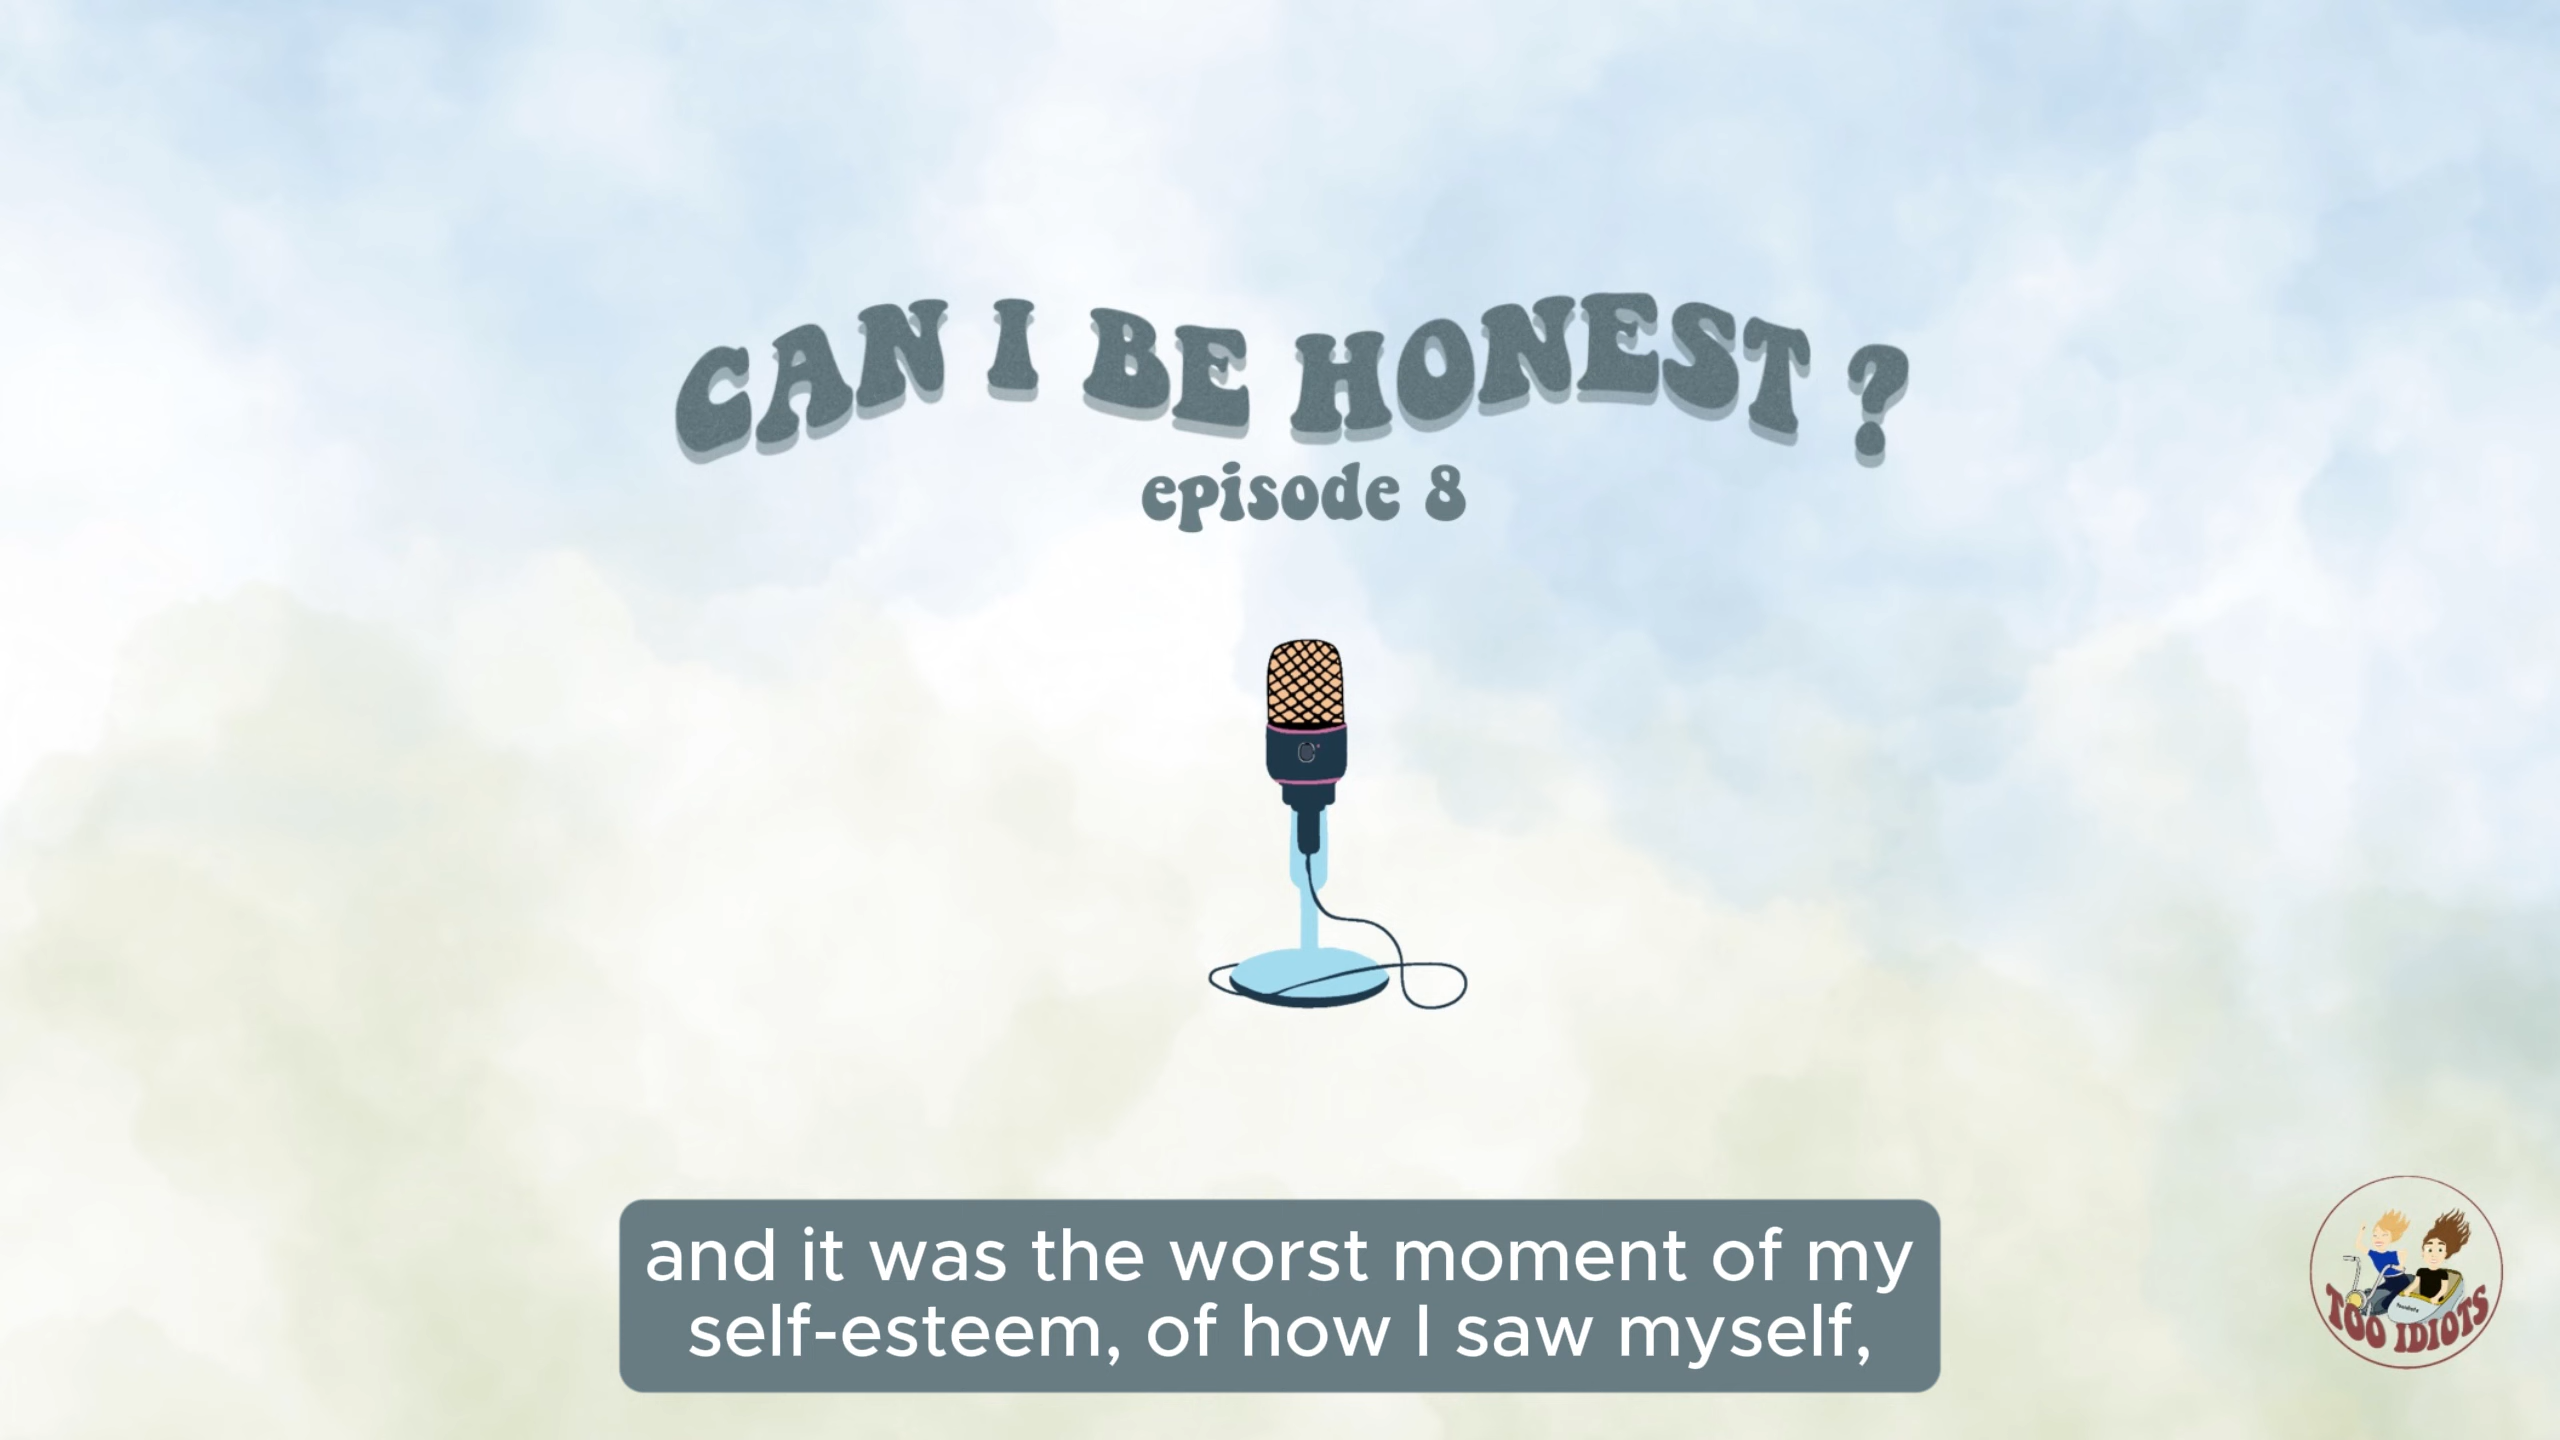 CAN I BE HONEST ?
episode 8
and it was the worst moment of my
self-esteem, of how I saw myself,
TOO IDIOTS